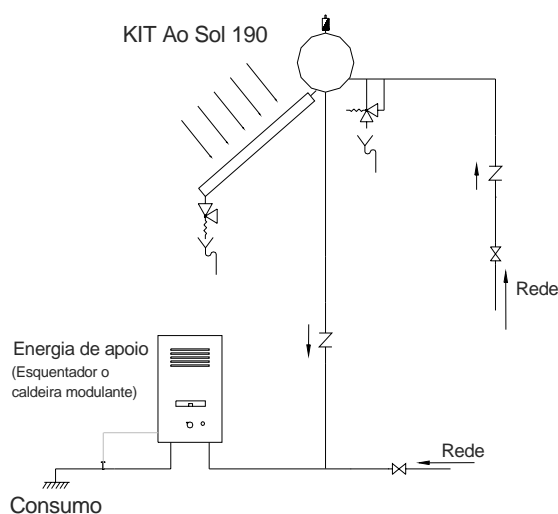 KIT Ao Sol 190
Rede
Energia de apoio
(Esquentador o
caldeira modulante)
Rede
Consumo